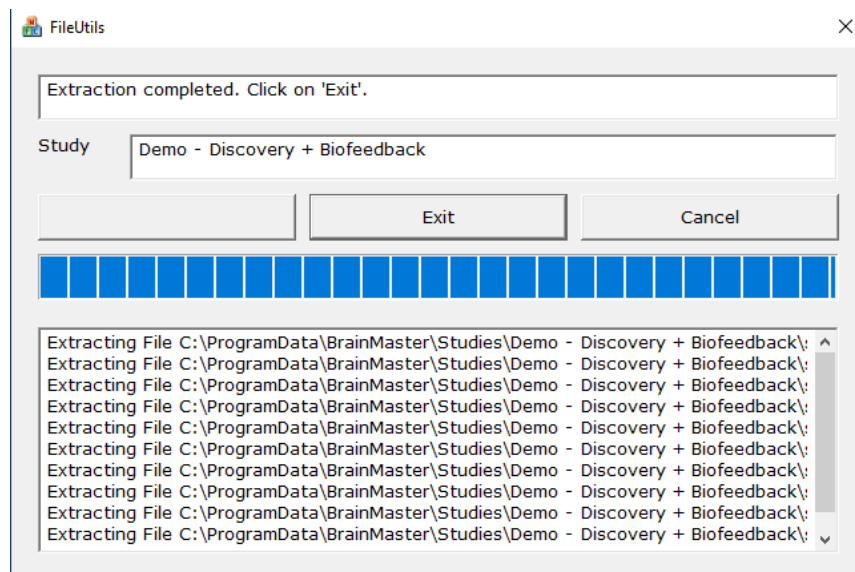 FileUtils
Extraction completed. Click on 'Exit'.
Study
Demo - Discovery + Biofeedback
Exit
Cancel
Extracting File C:\ProgramData\BrainMaster\Studies\Demo - Discovery + Biofeedback\
Extracting File C:\ProgramData\BrainMaster\Studies\Demo - Discovery + Biofeedback\
Extracting File C:\ProgramData\BrainMaster\Studies\Demo - Discovery + Biofeedback\
Extracting File C:\ProgramData\BrainMaster\Studies\Demo - Discovery + Biofeedback\
Extracting File C:\ProgramData\BrainMaster\Studies\Demo - Discovery + Biofeedback\
Extracting File C:\ProgramData\BrainMaster\Studies\Demo - Discovery + Biofeedback\
Extracting File C:\ProgramData\BrainMaster\Studies\Demo - Discovery + Biofeedback\
Extracting File C:\ProgramData\BrainMaster\Studies\Demo - Discovery + Biofeedback\
Extracting File C:\ProgramData\BrainMaster\Studies\Demo - Discovery + Biofeedback\
Extracting File C:\ProgramData\BrainMaster\Studies\Demo - Discovery + Biofeedback\